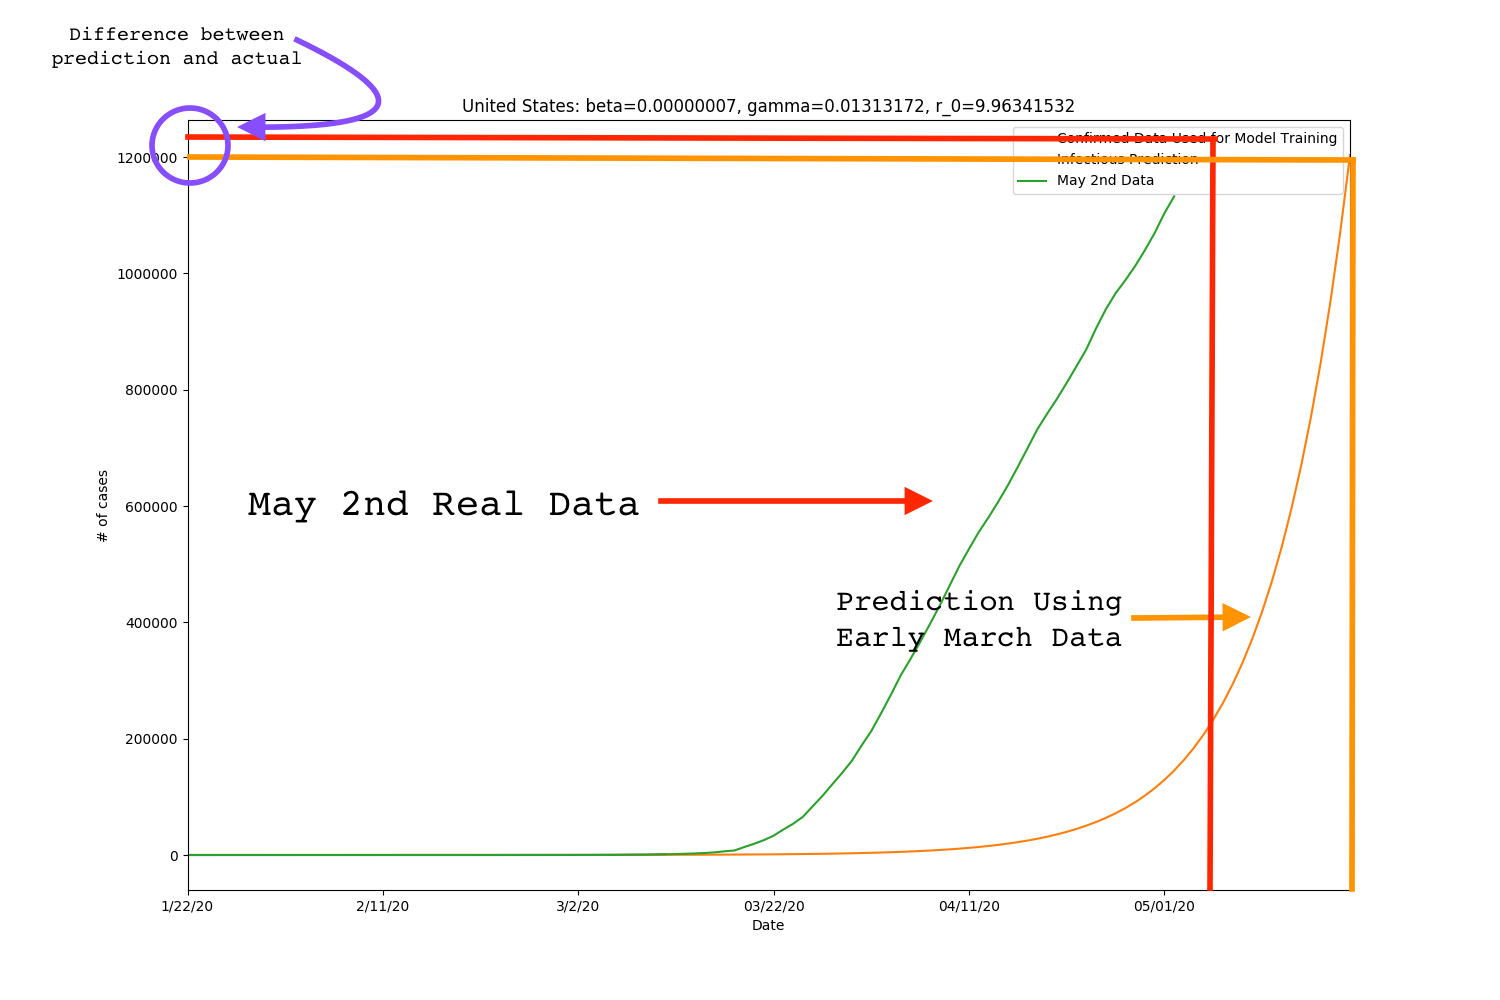 Difference between
prediction and actual
United States: beta=0.00000007, gamma=0.01313172, r_0=9.96341532
Confirmed Data Used for Model Training
Infectious Prediction
May 2nd Data
1200000
1000000
800000
600000
400000
200000
0
# of cases
May 2nd Real Data
Prediction Using
Early March Data
1/22/20
2/11/20
3/2/20
03/22/20
04/11/20
05/01/20
Date